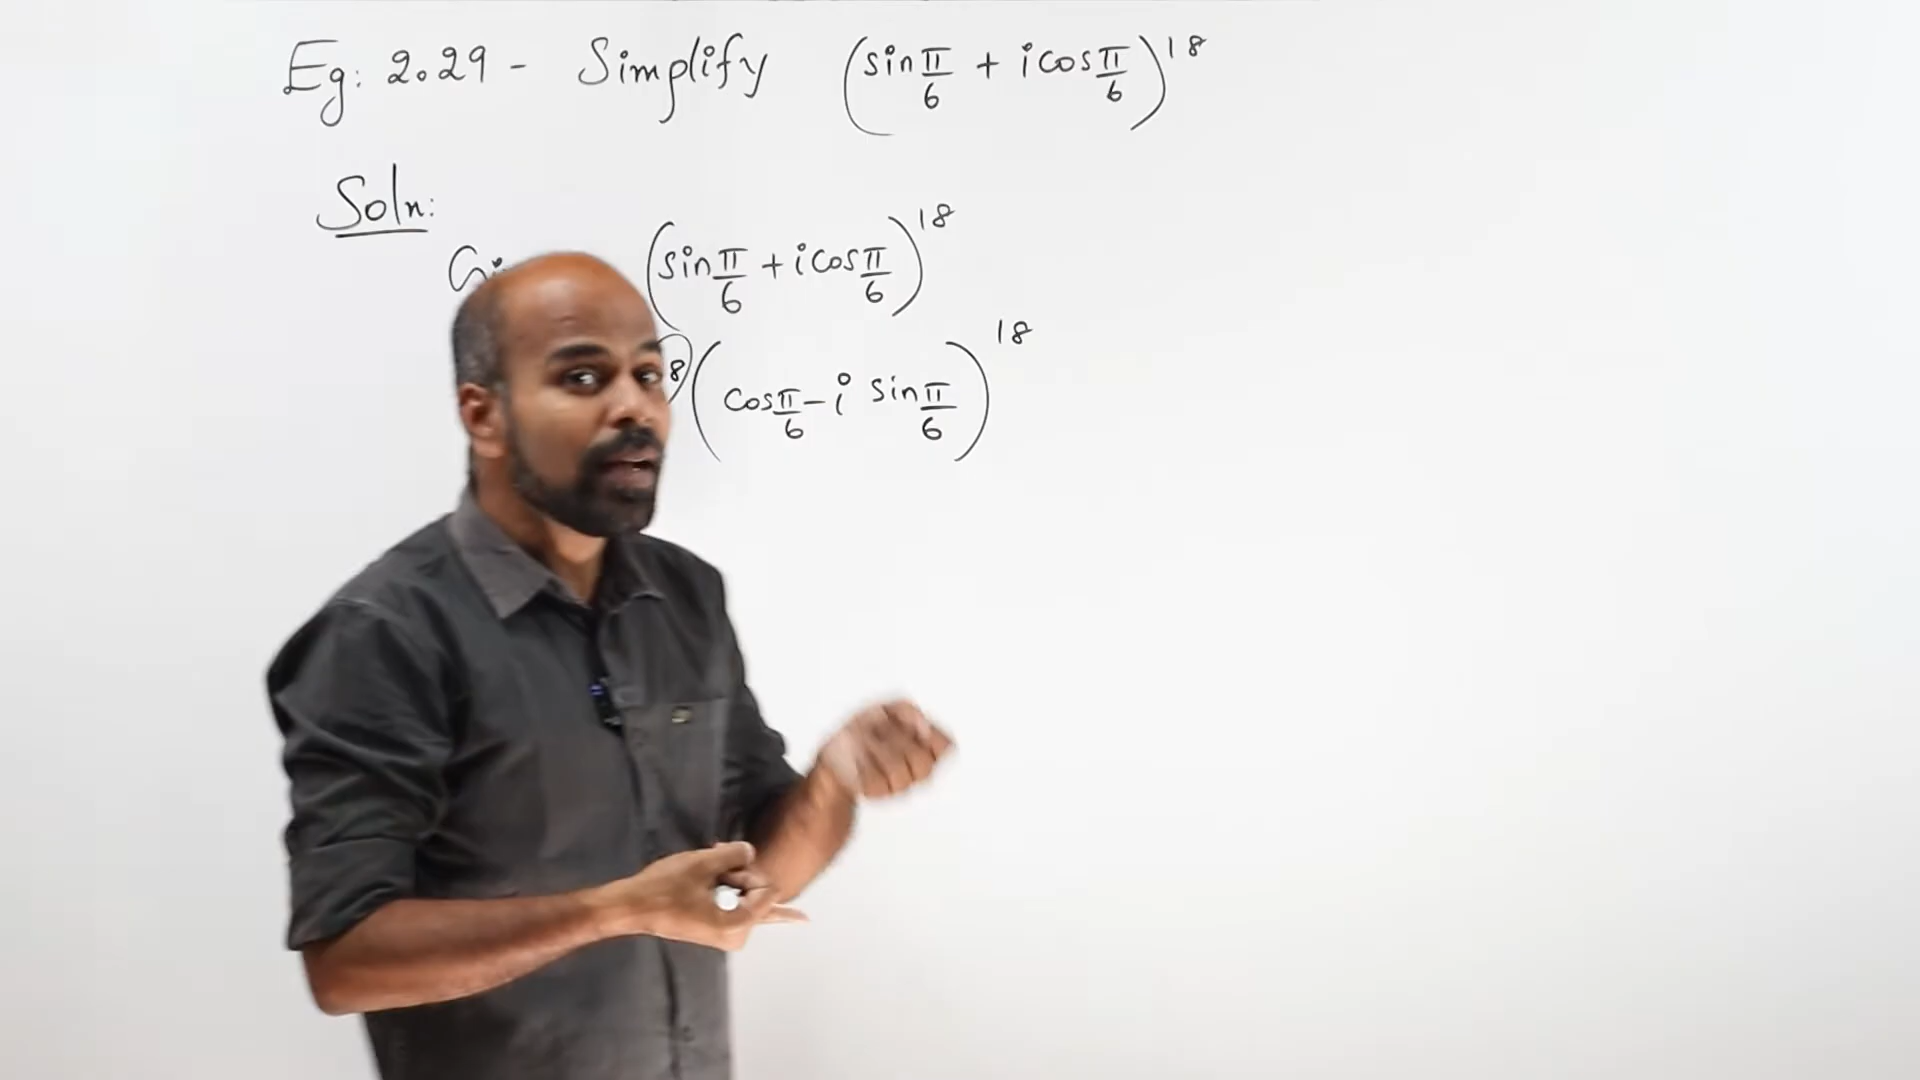 Eg: 2.29 - Simplify (sin π/6 + i cos π/6)^18
Soln:
(sin π/6 + i cos π/6)^18
8 (cos π/6 - i sin π/6)^18